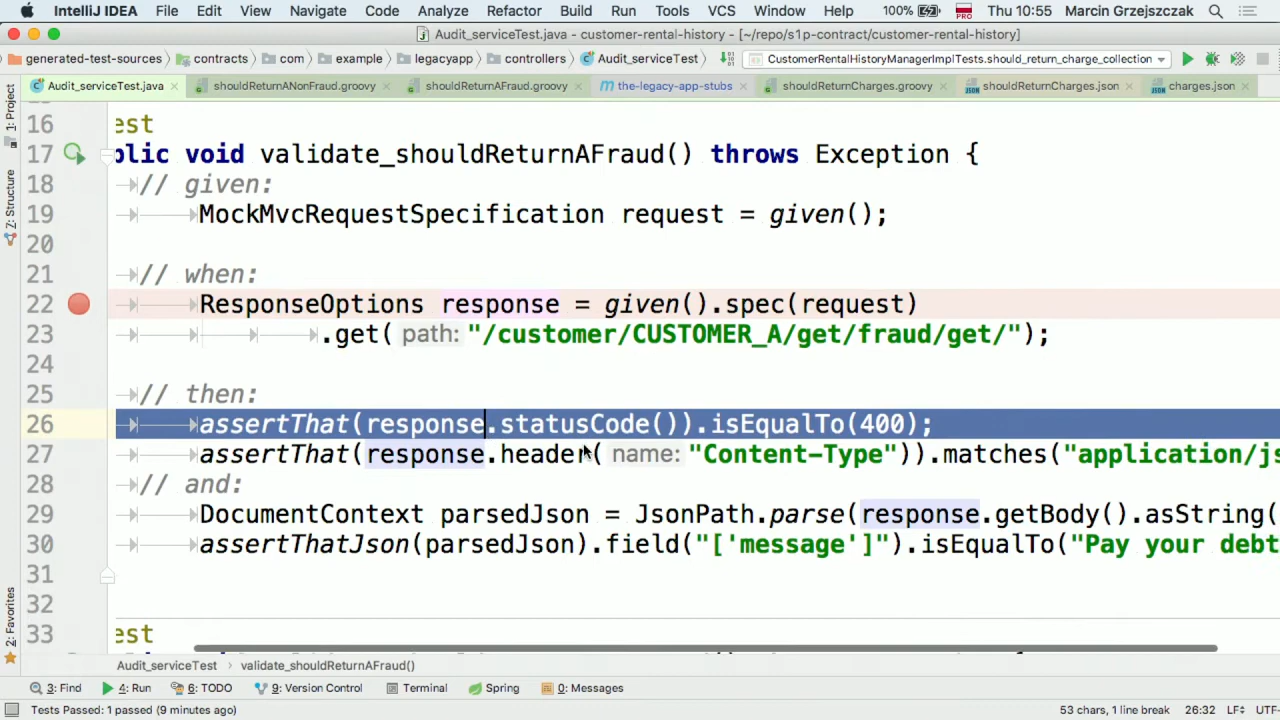 IntelliJ IDEA File Edit View Navigate Code Analyze Refactor Build Run Tools VCS Window Help 100% PRO Thu 10:55 Marcin Grzejszczak
Audit_serviceTest.java - customer-rental-history - [~/repo/s1p-contract/customer-rental-history]
generated-test-sources contracts com example legacyapp controllers Audit_serviceTest CustomerRentalHistoryManagerImplTests.should_return_charge_collection
Audit_serviceTest.java shouldReturnANonFraud.groovy shouldReturnAFraud.groovy the-legacy-app-stubs shouldReturnCharges.groovy shouldReturnCharges.json charges.json
1: Project
Z: Structure
2: Favorites
16 est
17 blic void validate_shouldReturnAFraud() throws Exception {
18 // given:
19 MockMvcRequestSpecification request = given();
20
21 // when:
22 ResponseOptions response = given().spec(request)
23 .get( path: "/customer/CUSTOMER_A/get/fraud/get/");
24
25 // then:
26 assertThat(response.statusCode()).isEqualTo(400);
27 assertThat(response.header( name: "Content-Type")).matches("application/js
28 // and:
29 DocumentContext parsedJson = JsonPath.parse(response.getBody().asString(
30 assertThatJson(parsedJson).field("['message']").isEqualTo("Pay your debt
31
32
33 est
Audit_serviceTest validate_shouldReturnAFraud()
3: Find 4: Run 6: TODO 9: Version Control Terminal Spring 0: Messages
Tests Passed: 1 passed (9 minutes ago) 53 chars, 1 line break 26:32 LF UTF-